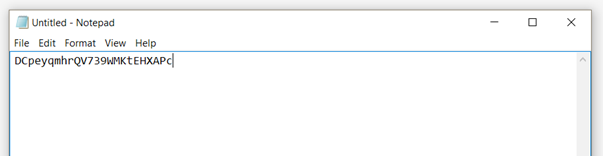 Untitled - Notepad
File Edit Format View Help
DCpeyqmhrQV739WMKtEHXAPc